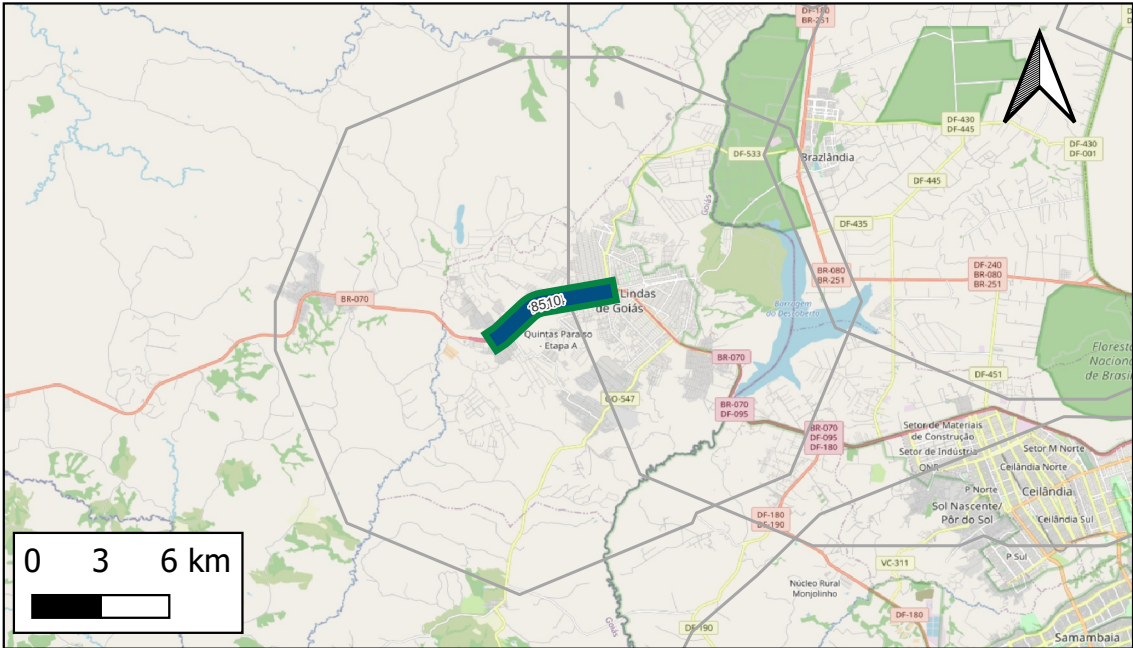 DF-180
BR-251
DF-430
DF-445
DF-430
DF-001
DF-533
Brazlândia
DF-445
Goiás
DF-435
BR-080
BR-251
DF-240
BR-080
BR-251
BR-070
8510
Lindas
de Goiás
Barragem
do Descoberto
Quintas Paraíso
- Etapa A
Floresta
Nacional
de Brasíl
BR-070
DF-451
GO-547
BR-070
DF-095
BR-070
DF-095
DF-180
Setor de Materiais
de Construção
Setor de Indústria
Setor M Norte
QNR
Ceilândia Norte
P Norte
Ceilândia
Sol Nascente/
Pôr do Sol
Ceilândia Sul
DF-180
DF-190
P Sul
VC-311
Núcleo Rural
Monjolinho
DF-180
Goiás
DF-190
Samambaia
0 3 6 km